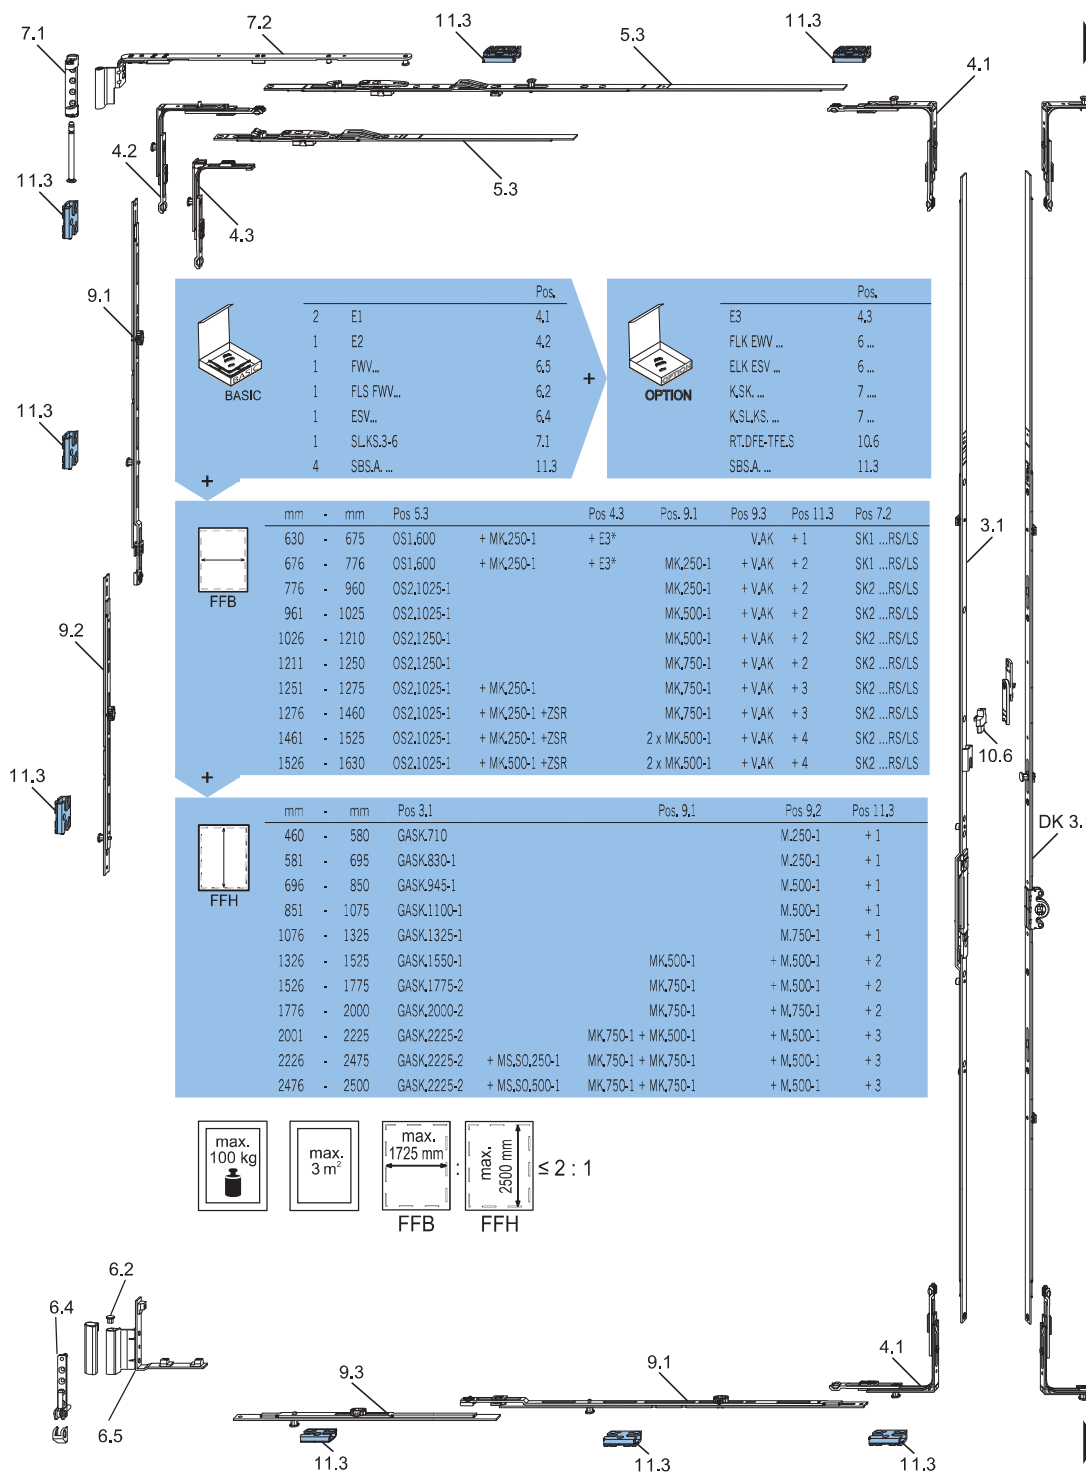 7.1
7.2
11.3
11.3
5.3
4.1
4.2
5.3
11.3
4.3
9.1
Pos.
2 E1 4.1
1 E2 4.2
1 FWV... 6.5
1 FLS FWV... 6.2
1 ESV... 6.4
1 SL.KS.3-6 7.1
4 SBS.A. ... 11.3
BASIC
BASIC
+
Pos.
E3 4.3
FLK EWV ... 6 ...
ELK ESV ... 6 ...
K.SK. ... 7 ....
K.SL.KS. ... 7 ...
RT.DFE-TFE.S 10.6
SBS.A. ... 11.3
OPTION
OPTION
11.3
+
mm - mm Pos 5.3 Pos 4.3 Pos. 9.1 Pos 9.3 Pos 11.3 Pos 7.2
630 - 675 OS1.600 + MK.250-1 + E3* V.AK + 1 SK1 ...RS/LS
676 - 776 OS1.600 + MK.250-1 + E3* MK.250-1 + V.AK + 2 SK1 ...RS/LS
776 - 960 OS2.1025-1 MK.250-1 + V.AK + 2 SK2 ...RS/LS
961 - 1025 OS2.1025-1 MK.500-1 + V.AK + 2 SK2 ...RS/LS
1026 - 1210 OS2.1250-1 MK.500-1 + V.AK + 2 SK2 ...RS/LS
1211 - 1250 OS2.1250-1 MK.750-1 + V.AK + 2 SK2 ...RS/LS
1251 - 1275 OS2.1025-1 + MK.250-1 MK.750-1 + V.AK + 3 SK2 ...RS/LS
1276 - 1460 OS2.1025-1 + MK.250-1 +ZSR MK.750-1 + V.AK + 3 SK2 ...RS/LS
1461 - 1525 OS2.1025-1 + MK.250-1 +ZSR 2 x MK.500-1 + V.AK + 4 SK2 ...RS/LS
1526 - 1630 OS2.1025-1 + MK.500-1 +ZSR 2 x MK.500-1 + V.AK + 4 SK2 ...RS/LS
FFB
3.1
9.2
10.6
11.3
DK 3.
+
mm - mm Pos 3.1 Pos. 9.1 Pos 9.2 Pos 11.3
460 - 580 GASK.710 M.250-1 + 1
581 - 695 GASK.830-1 M.250-1 + 1
696 - 850 GASK.945-1 M.500-1 + 1
851 - 1075 GASK.1100-1 M.500-1 + 1
1076 - 1325 GASK.1325-1 M.750-1 + 1
1326 - 1525 GASK.1550-1 MK.500-1 + M.500-1 + 2
1526 - 1775 GASK.1775-2 MK.750-1 + M.500-1 + 2
1776 - 2000 GASK.2000-2 MK.750-1 + M.750-1 + 2
2001 - 2225 GASK.2225-2 MK.750-1 + MK.500-1 + M.500-1 + 3
2226 - 2475 GASK.2225-2 + MS.SO.250-1 MK.750-1 + MK.750-1 + M.500-1 + 3
2476 - 2500 GASK.2225-2 + MS.SO.500-1 MK.750-1 + MK.750-1 + M.500-1 + 3
FFH
max.
100 kg
max.
3 m²
max.
1725 mm
FFB
:
max.
2500 mm
FFH
≤ 2 : 1
6.2
6.4
6.5
9.3
9.1
4.1
11.3
11.3
11.3